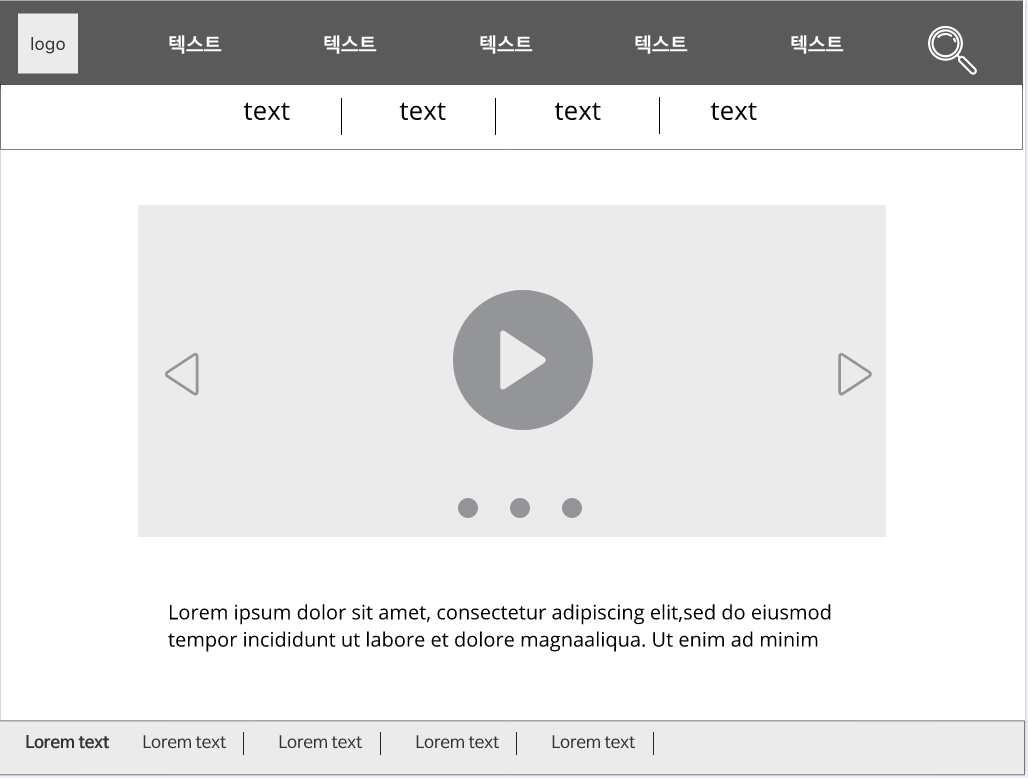 logo 텍스트 텍스트 텍스트 텍스트 텍스트
text text text text
Lorem ipsum dolor sit amet, consectetur adipiscing elit,sed do eiusmod
tempor incididunt ut labore et dolore magnaaliqua. Ut enim ad minim
Lorem text Lorem text Lorem text Lorem text Lorem text